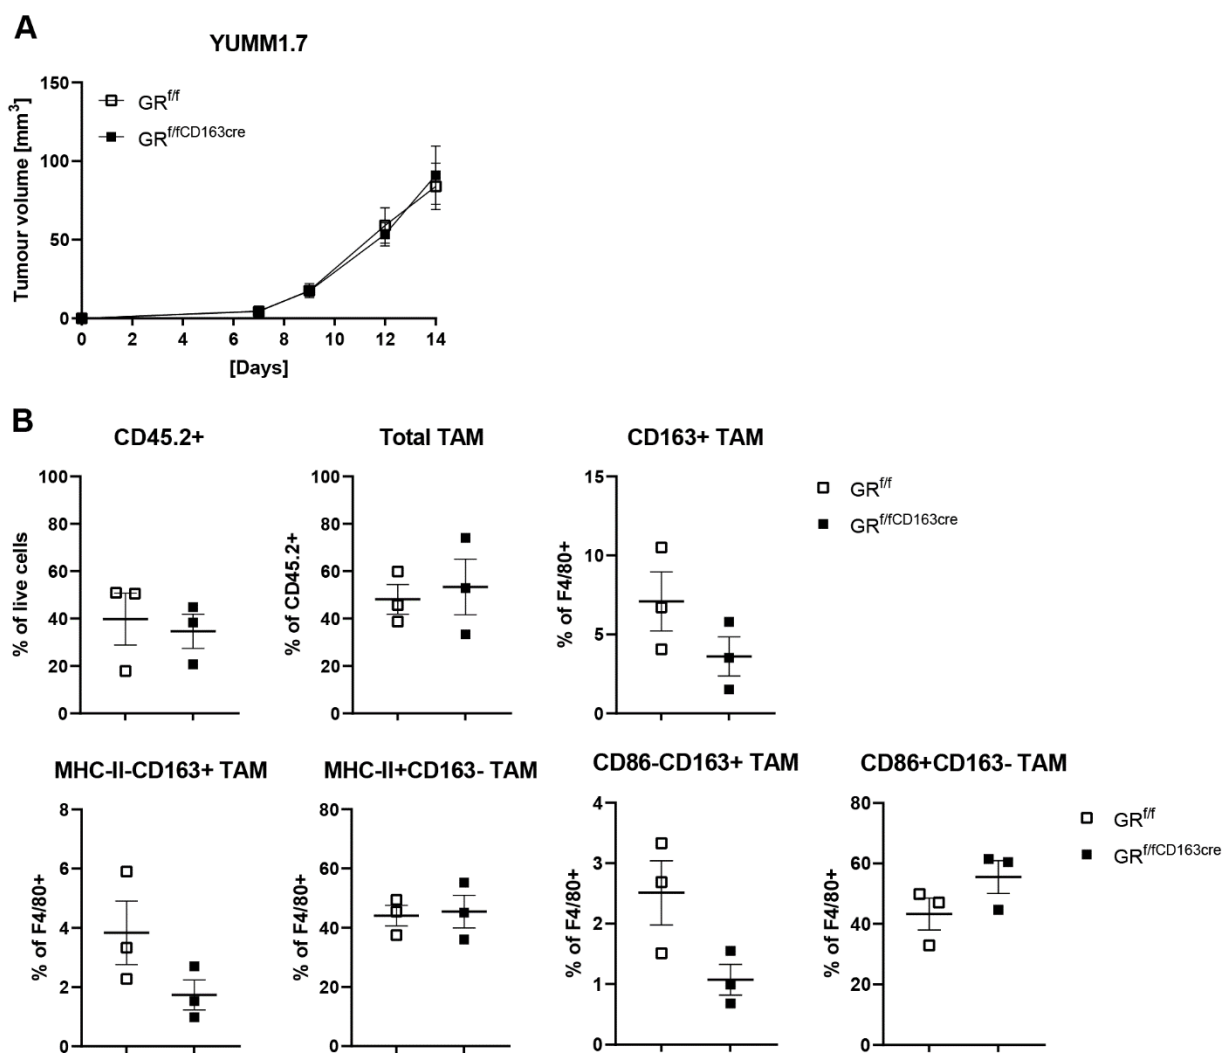 A
YUMM1.7
Tumour volume [mm3]
150
100
50
0
GRf/f
GRf/fCD163cre
0 2 4 6 8 10 12 14
[Days]
B
CD45.2+
% of live cells
100
80
60
40
20
0
Total TAM
% of CD45.2+
100
80
60
40
20
0
CD163+ TAM
% of F4/80+
15
10
5
0
GRf/f
GRf/fCD163cre
MHC-II-CD163+ TAM
% of F4/80+
8
6
4
2
0
MHC-II+CD163- TAM
% of F4/80+
80
60
40
20
0
CD86-CD163+ TAM
% of F4/80+
4
3
2
1
0
CD86+CD163- TAM
% of F4/80+
80
60
40
20
0
GRf/f
GRf/fCD163cre